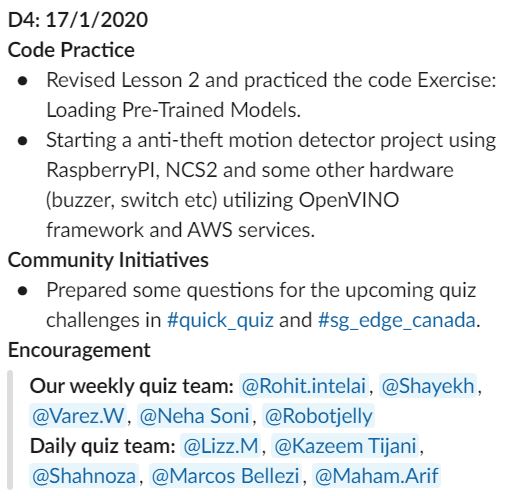 D4: 17/1/2020
Code Practice
● Revised Lesson 2 and practiced the code Exercise:
Loading Pre-Trained Models.
● Starting a anti-theft motion detector project using
RaspberryPI, NCS2 and some other hardware
(buzzer, switch etc) utilizing OpenVINO
framework and AWS services.
Community Initiatives
● Prepared some questions for the upcoming quiz
challenges in #quick_quiz and #sg_edge_canada.
Encouragement
Our weekly quiz team: @Rohit.intelai, @Shayekh,
@Varez.W, @Neha Soni, @Robotjelly
Daily quiz team: @Lizz.M, @Kazeem Tijani,
@Shahnoza, @Marcos Bellezi, @Maham.Arif